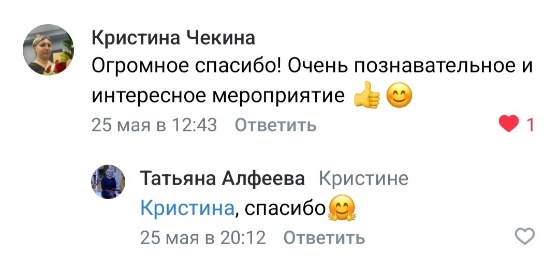 Кристина Чекина
Огромное спасибо! Очень познавательное и
интересное мероприятие 👍😊
25 мая в 12:43 Ответить 1
Татьяна Алфеева Кристине
Кристина, спасибо🤗
25 мая в 20:12 Ответить